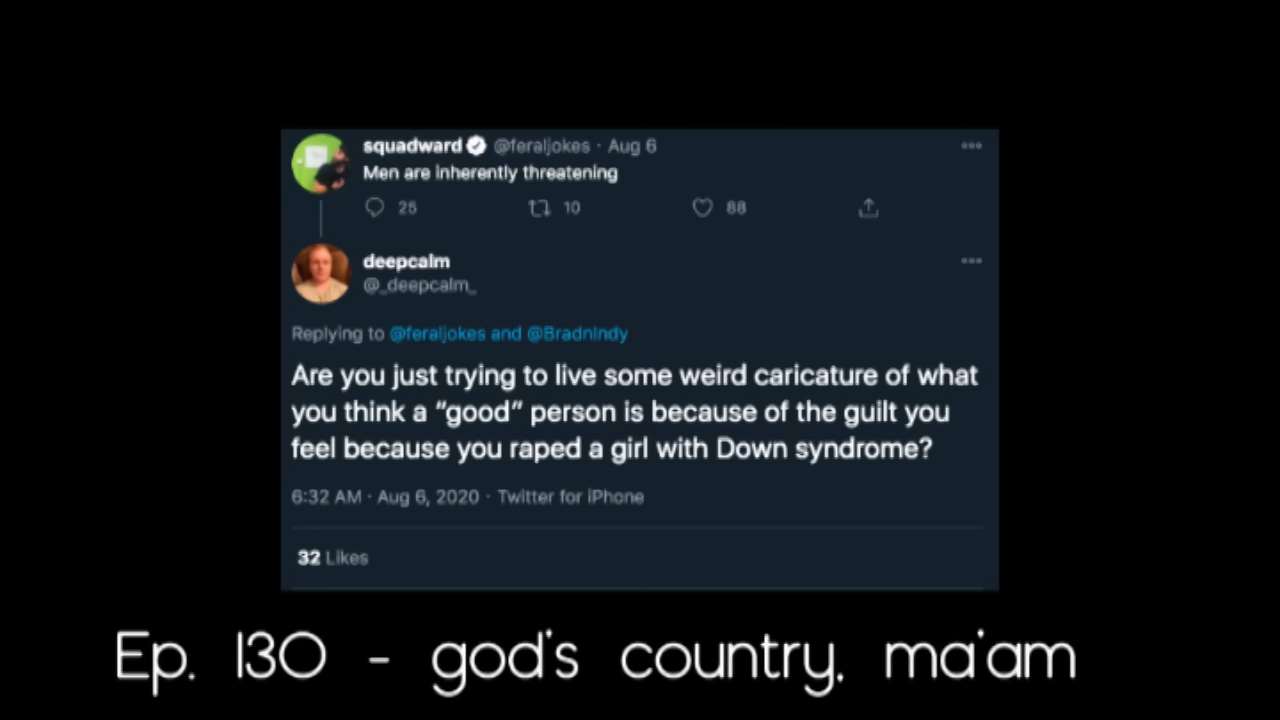 squadward @feraljokes · Aug 6
Men are inherently threatening
25 10 88
deepcalm
@_deepcalm_
Replying to @feraljokes and @BradnIndy
Are you just trying to live some weird caricature of what
you think a “good” person is because of the guilt you
feel because you raped a girl with Down syndrome?
6:32 AM · Aug 6, 2020 · Twitter for iPhone
32 Likes
Ep. 130 - god's country, ma'am